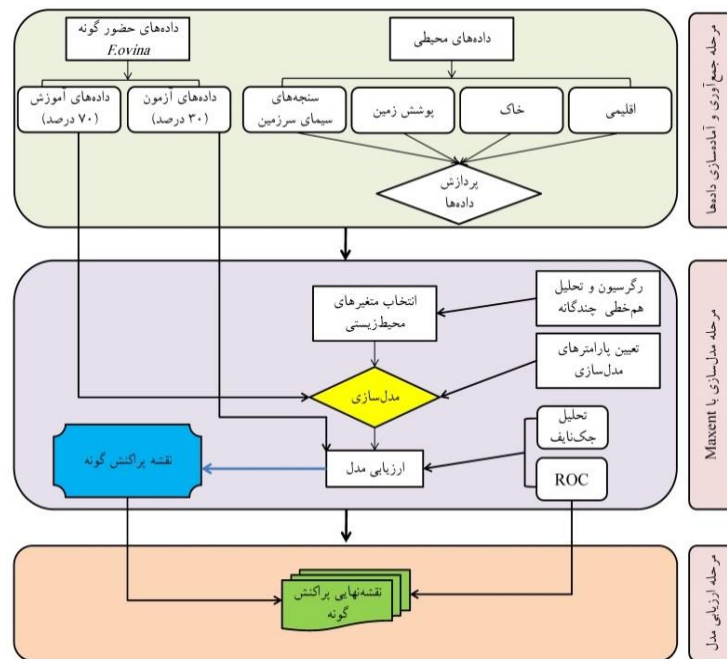 داده‌های حضور گونه
F.ovina
داده‌های محیطی
داده‌های آزمون
(۳۰ درصد)
داده‌های آموزش
(۷۰ درصد)
اقلیمی
خاک
پوشش زمین
سنجه‌های
سیمای سرزمین
پردازش
داده‌ها
مرحله جمع‌آوری و آماده‌سازی داده‌ها
رگرسیون و تحلیل
هم‌خطی چندگانه
انتخاب متغیرهای
محیط‌زیستی
تعیین پارامترهای
مدل‌سازی
مدل‌سازی
تحلیل
جک‌نایف
ROC
ارزیابی مدل
نقشه پراکنش گونه
مرحله مدل‌سازی با Maxent
نقشه‌نهایی پراکنش
گونه
مرحله ارزیابی مدل